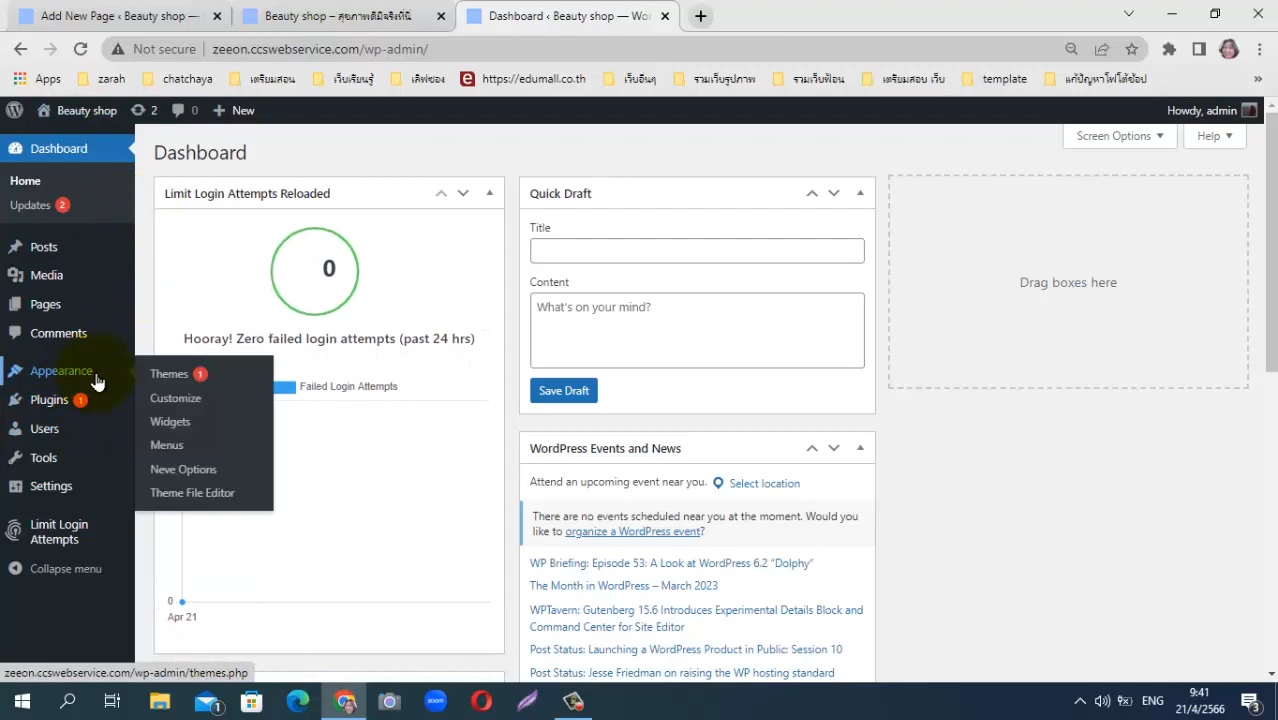 Add New Page ‹ Beauty shop —
Beauty shop – สุขภาพดีมีจิตที่ดี
Dashboard ‹ Beauty shop — Wo
Not secure
zeeon.ccswebservice.com/wp-admin/
Apps
zarah
chatchaya
เตรียมสอน
เว็บเรียนรู้
เลิฟของ
https://edumall.co.th
เว็บอื่นๆ
รวมเว็บรูปภาพ
รวมเว็บฟ้อน
เตรียมสอน เว็บ
template
แก้ปัญหาโฟโต้ช้อป
»
Beauty shop
2
0
New
Howdy, admin
Dashboard
Home
Updates 2
Posts
Media
Pages
Comments
Appearance
Plugins 1
Users
Tools
Settings
Limit Login
Attempts
Collapse menu
Themes 1
Customize
Widgets
Menus
Neve Options
Theme File Editor
Dashboard
Screen Options
Help
Limit Login Attempts Reloaded
0
Hooray! Zero failed login attempts (past 24 hrs)
Failed Login Attempts
0
Apr 21
Quick Draft
Title
Content
What's on your mind?
Save Draft
WordPress Events and News
Attend an upcoming event near you.
Select location
There are no events scheduled near you at the moment. Would you
like to organize a WordPress event?
WP Briefing: Episode 53: A Look at WordPress 6.2 “Dolphy”
The Month in WordPress – March 2023
WPTavern: Gutenberg 15.6 Introduces Experimental Details Block and
Command Center for Site Editor
Post Status: Launching a WordPress Product in Public: Session 10
Post Status: Jesse Friedman on raising the WP hosting standard
Drag boxes here
zeeon.ccswebservice.com/wp-admin/themes.php
1
zoom
ENG
9:41
21/4/2566
3